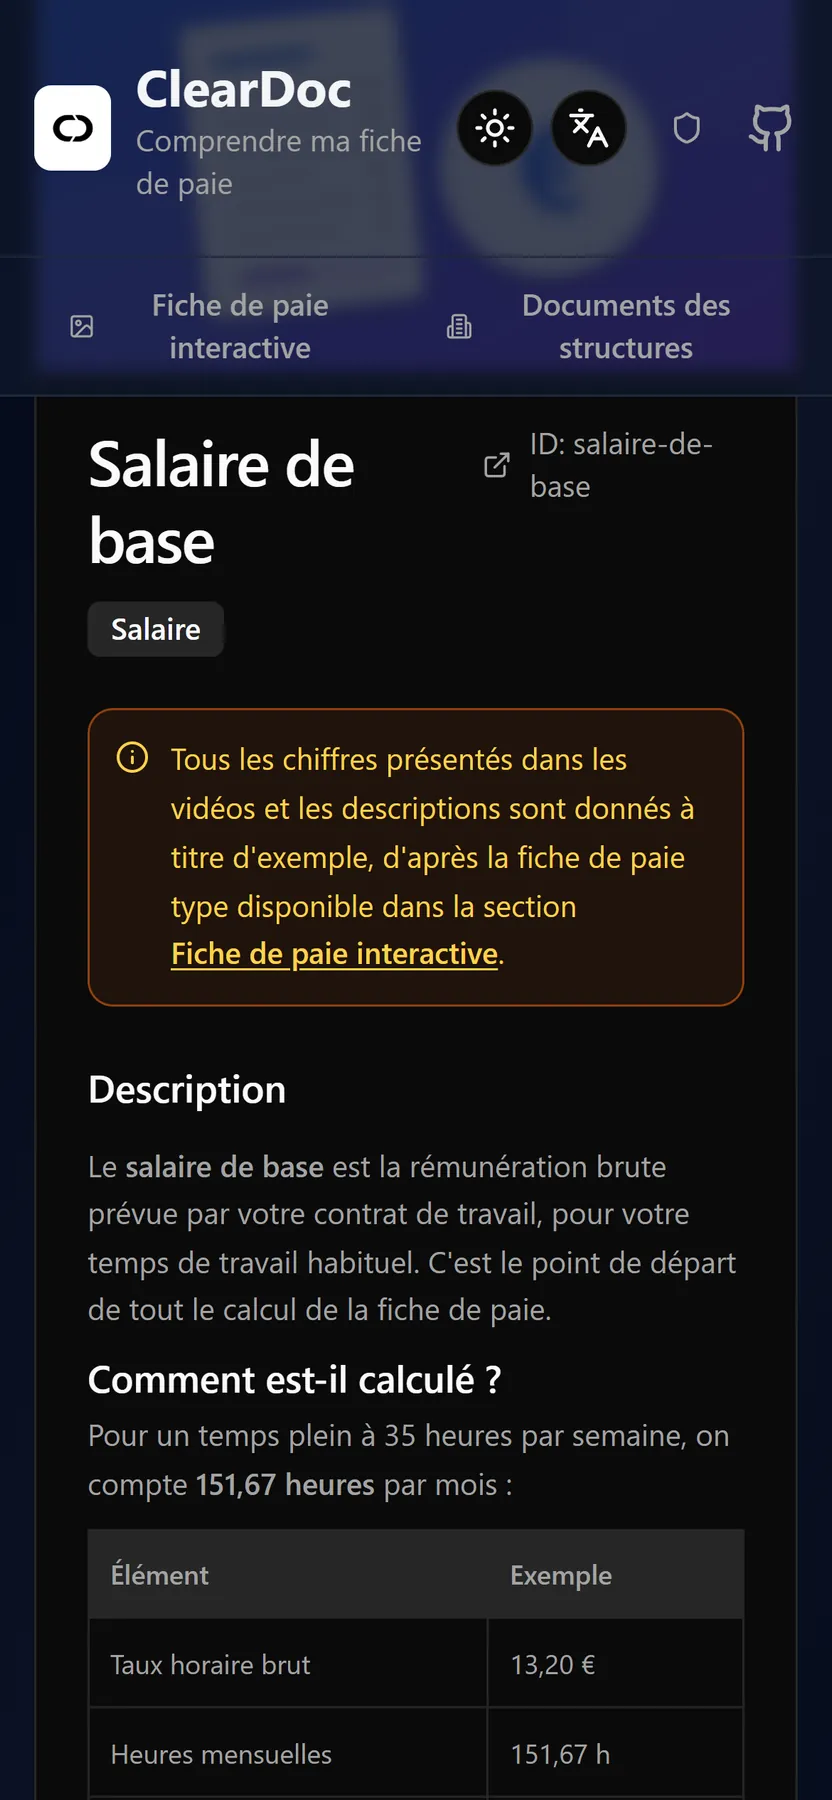 ClearDoc
Comprendre ma fiche
de paie
Fiche de paie
interactive
Documents des
structures
Salaire de
base
ID: salaire-de-
base
Salaire
Tous les chiffres présentés dans les
vidéos et les descriptions sont donnés à
titre d'exemple, d'après la fiche de paie
type disponible dans la section
Fiche de paie interactive.
Description
Le salaire de base est la rémunération brute
prévue par votre contrat de travail, pour votre
temps de travail habituel. C'est le point de départ
de tout le calcul de la fiche de paie.
Comment est-il calculé ?
Pour un temps plein à 35 heures par semaine, on
compte 151,67 heures par mois :
Élément Exemple
Taux horaire brut 13,20 €
Heures mensuelles 151,67 h